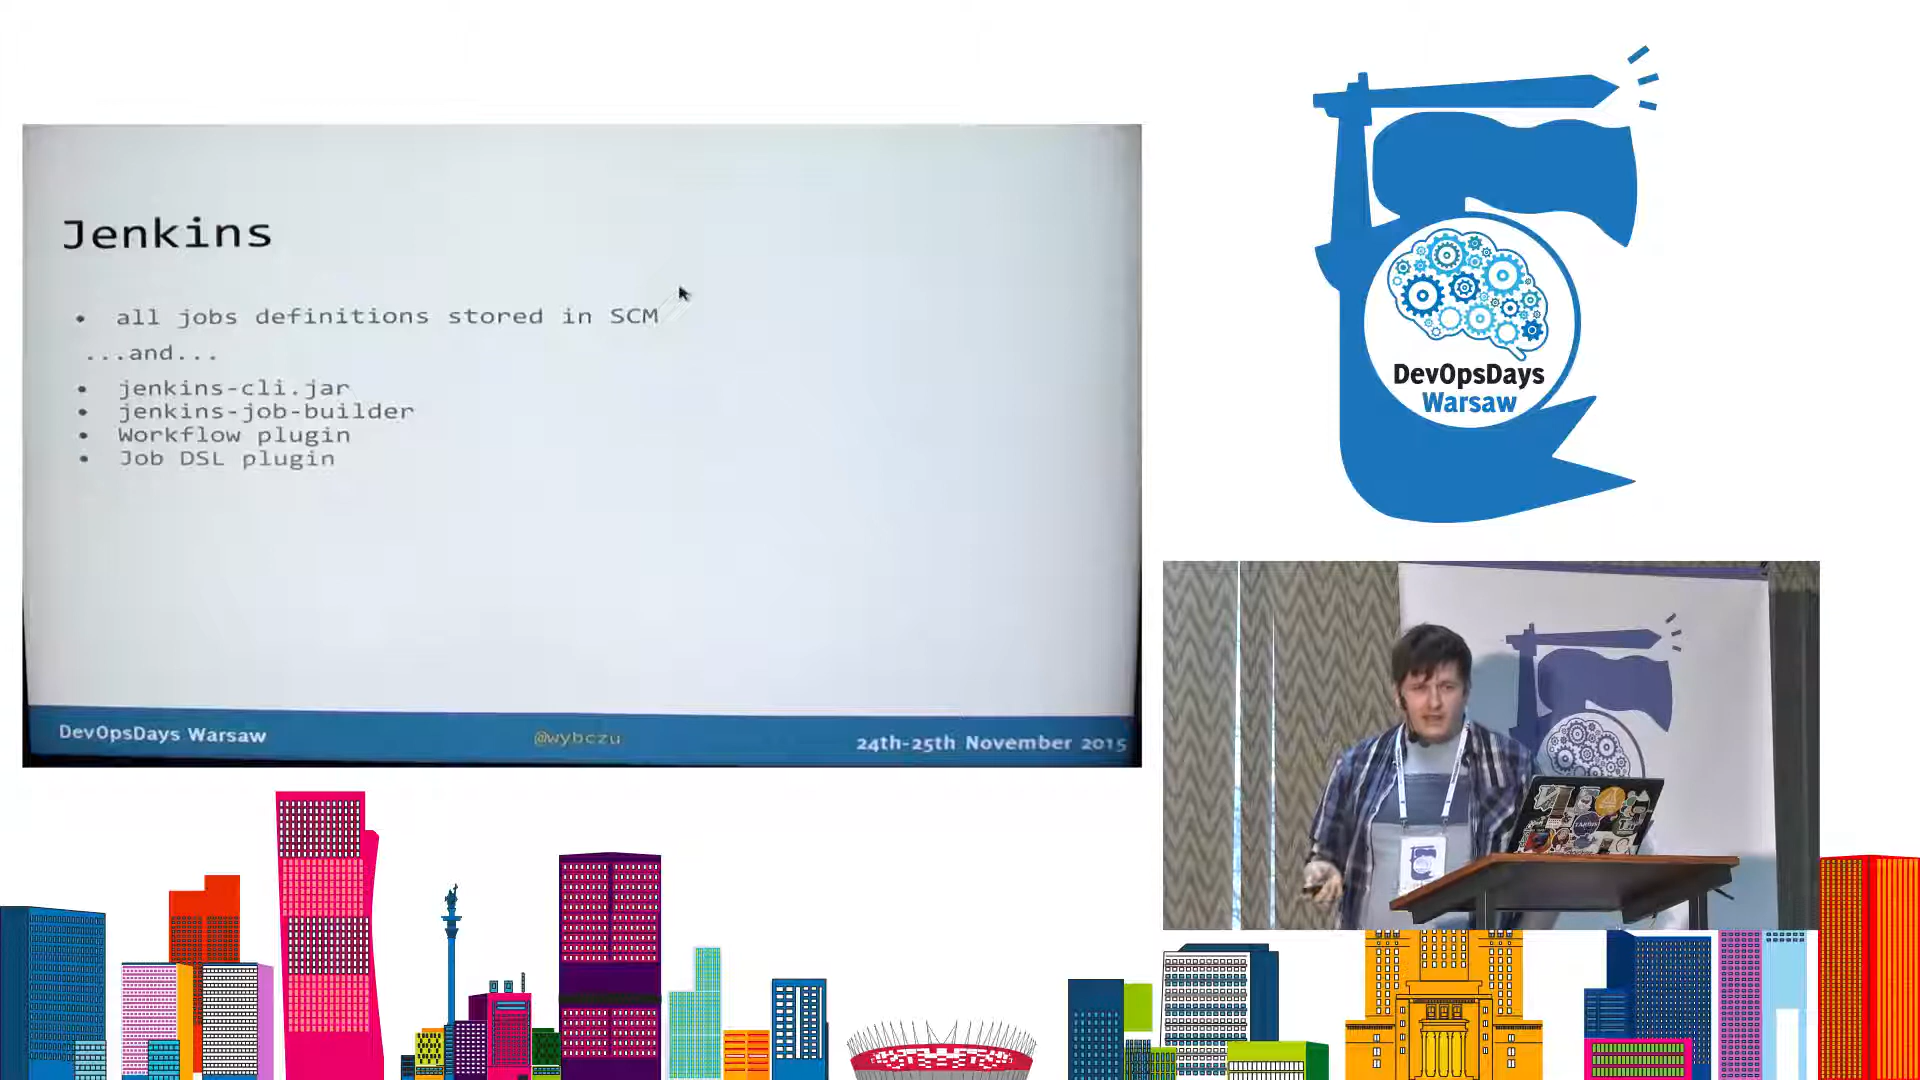 Jenkins
• all jobs definitions stored in SCM
...and...
• jenkins-cli.jar
• jenkins-job-builder
• Workflow plugin
• Job DSL plugin
DevOpsDays Warsaw
@wybczu
24th-25th November 2015
DevOpsDays
Warsaw